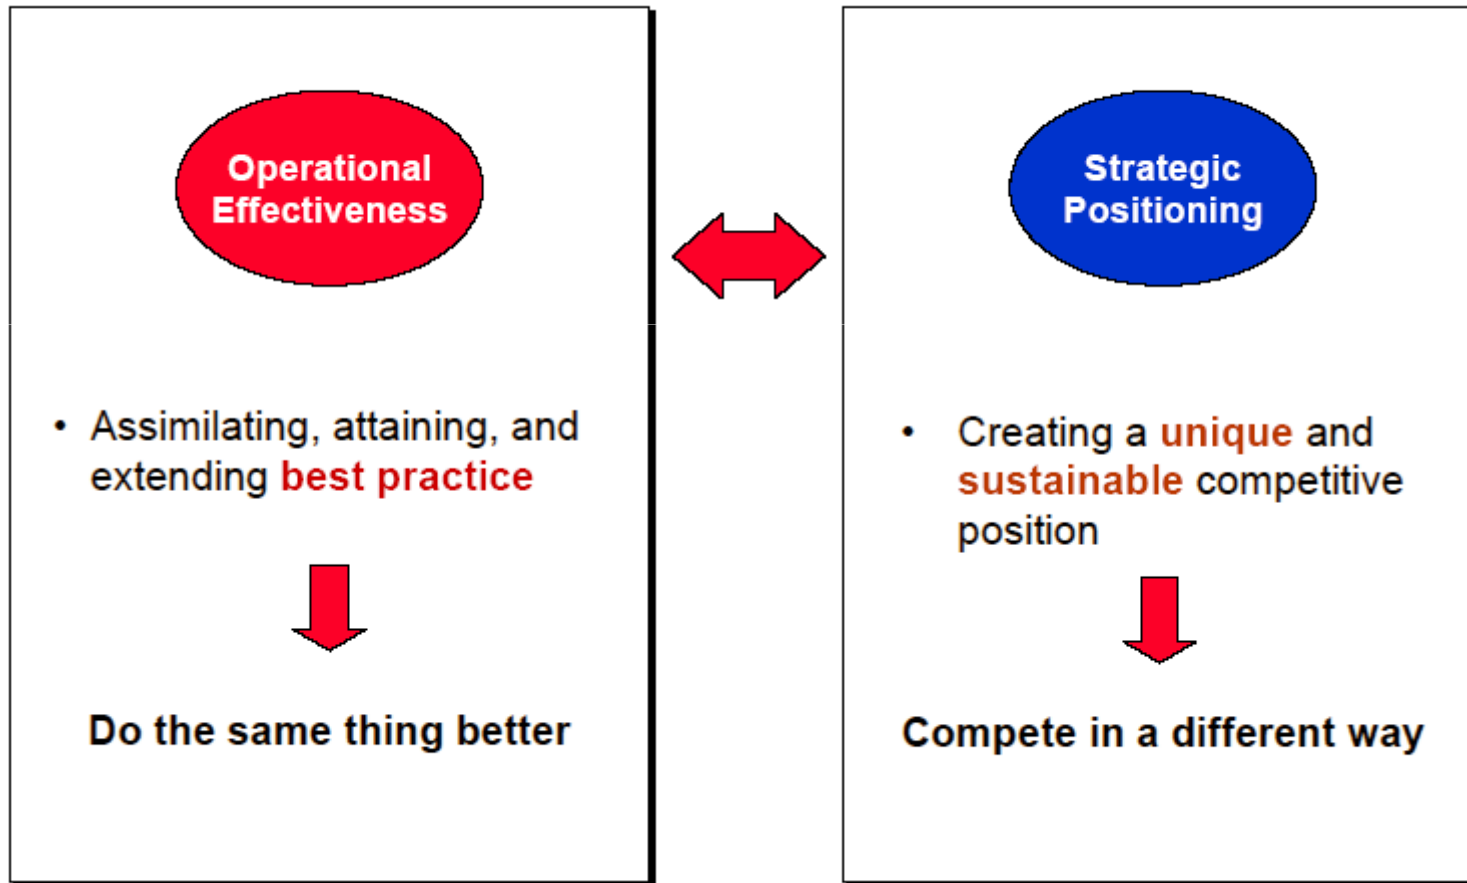 Operational
Effectiveness
• Assimilating, attaining, and
extending best practice
Do the same thing better
Strategic
Positioning
• Creating a unique and
sustainable competitive
position
Compete in a different way